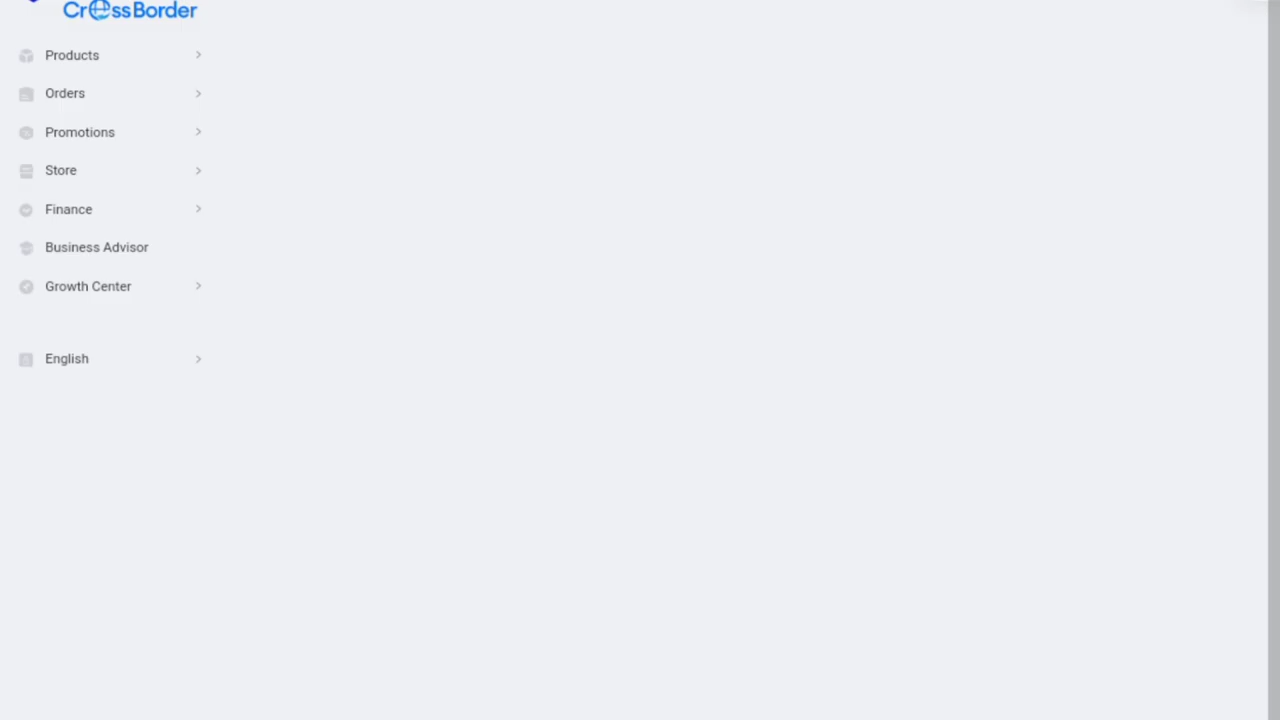 CrossBorder
Products
Orders
Promotions
Store
Finance
Business Advisor
Growth Center
English